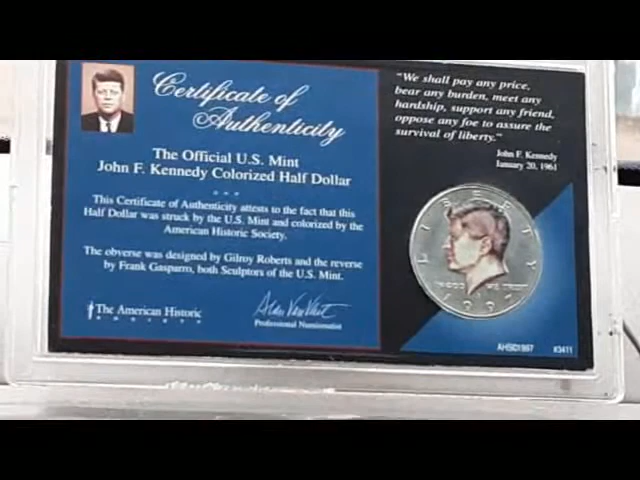 Certificate of
Authenticity
The Official U.S. Mint
John F. Kennedy Colorized Half Dollar
This Certificate of Authenticity attests to the fact that this
Half Dollar was struck by the U.S. Mint and colorized by the
American Historic Society.
The obverse was designed by Gilroy Roberts and the reverse
by Frank Gasparro, both Sculptors of the U.S. Mint.
The American Historic
SOCIETY
Professional Numismatist
"We shall pay any price,
bear any burden, meet any
hardship, support any friend,
oppose any foe to assure the
survival of liberty."
John F. Kennedy
January 20, 1961
LIBERTY
IN GOD WE TRUST
1997
AHSD1997 #3411